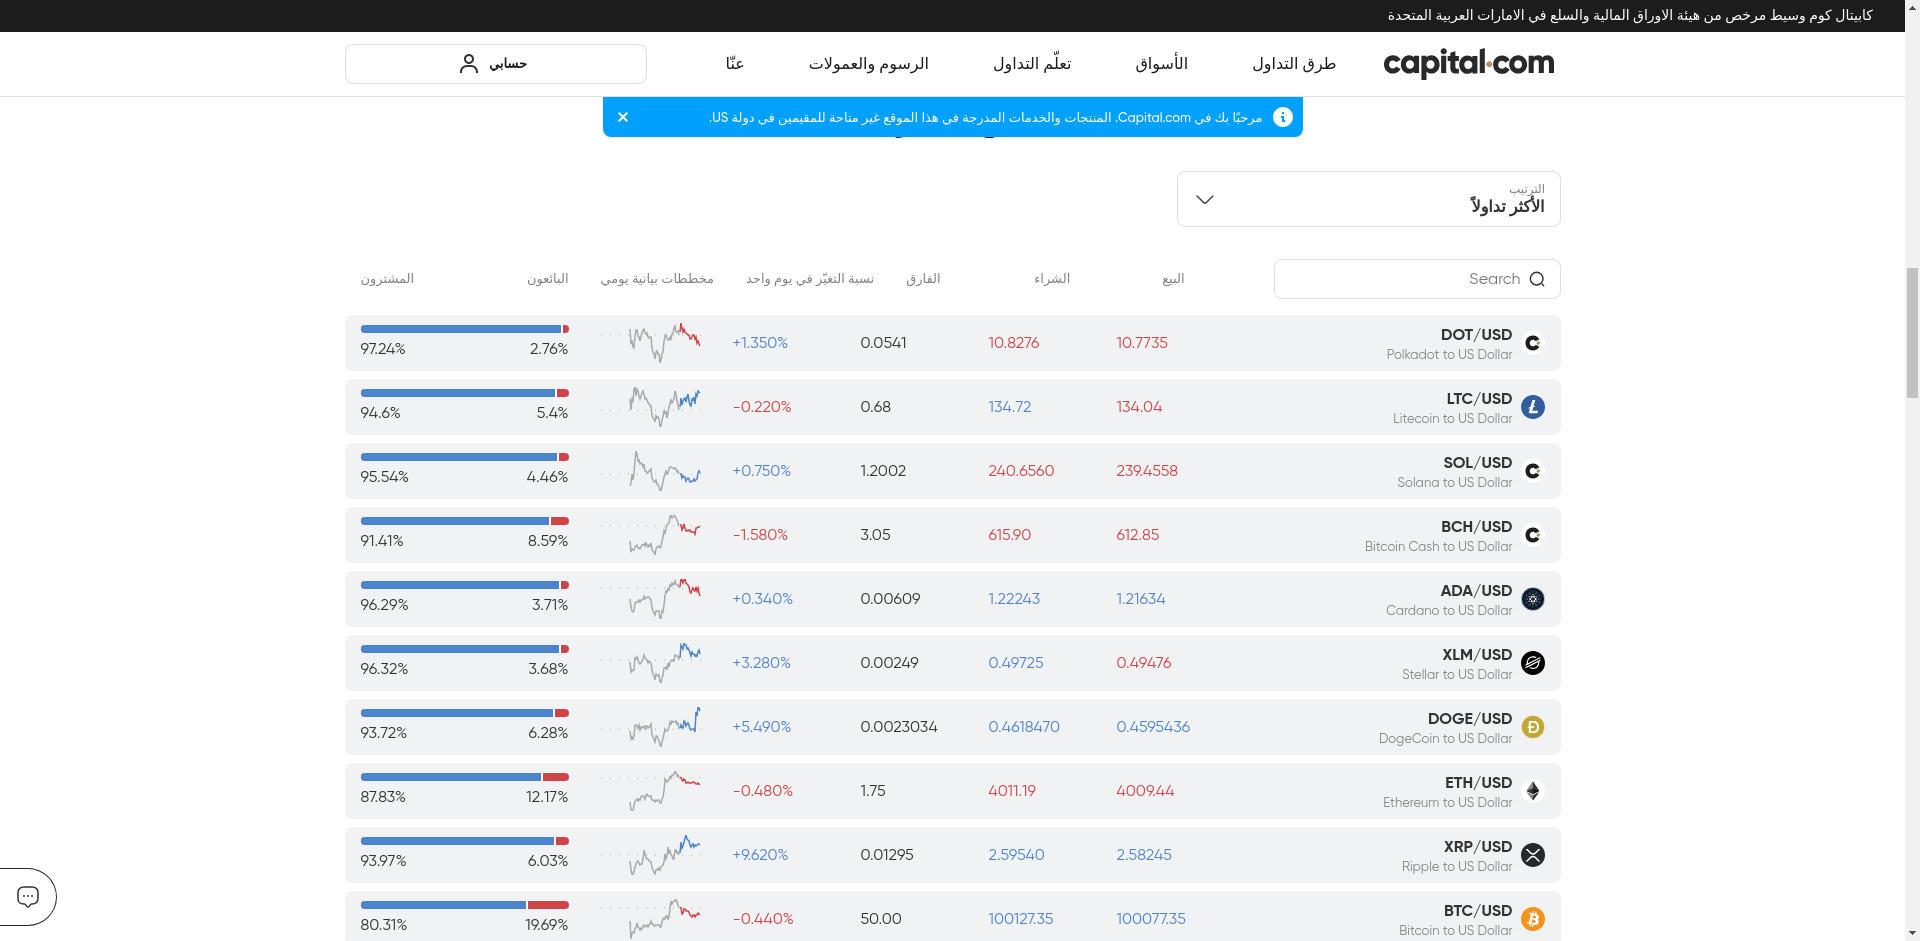 كابيتال كوم وسيط مرخص من هيئة الاوراق المالية والسلع في الامارات العربية المتحدة
capital.com
طرق التداول
الأسواق
تعلّم التداول
الرسوم والعمولات
عنّا
حسابي
مرحبًا بك في Capital.com. المنتجات والخدمات المدرجة في هذا الموقع غير متاحة للمقيمين في دولة US.
الترتيب
الأكثر تداولاً
Search
البيع
الشراء
الفارق
نسبة التغيّر في يوم واحد
مخططات بيانية يومي
البائعون
المشترون
DOT/USD
Polkadot to US Dollar
10.7735
10.8276
0.0541
+1.350%
2.76%
97.24%
LTC/USD
Litecoin to US Dollar
134.04
134.72
0.68
-0.220%
5.4%
94.6%
SOL/USD
Solana to US Dollar
239.4558
240.6560
1.2002
+0.750%
4.46%
95.54%
BCH/USD
Bitcoin Cash to US Dollar
612.85
615.90
3.05
-1.580%
8.59%
91.41%
ADA/USD
Cardano to US Dollar
1.21634
1.22243
0.00609
+0.340%
3.71%
96.29%
XLM/USD
Stellar to US Dollar
0.49476
0.49725
0.00249
+3.280%
3.68%
96.32%
DOGE/USD
DogeCoin to US Dollar
0.4595436
0.4618470
0.0023034
+5.490%
6.28%
93.72%
ETH/USD
Ethereum to US Dollar
4009.44
4011.19
1.75
-0.480%
12.17%
87.83%
XRP/USD
Ripple to US Dollar
2.58245
2.59540
0.01295
+9.620%
6.03%
93.97%
BTC/USD
Bitcoin to US Dollar
100077.35
100127.35
50.00
-0.440%
19.69%
80.31%